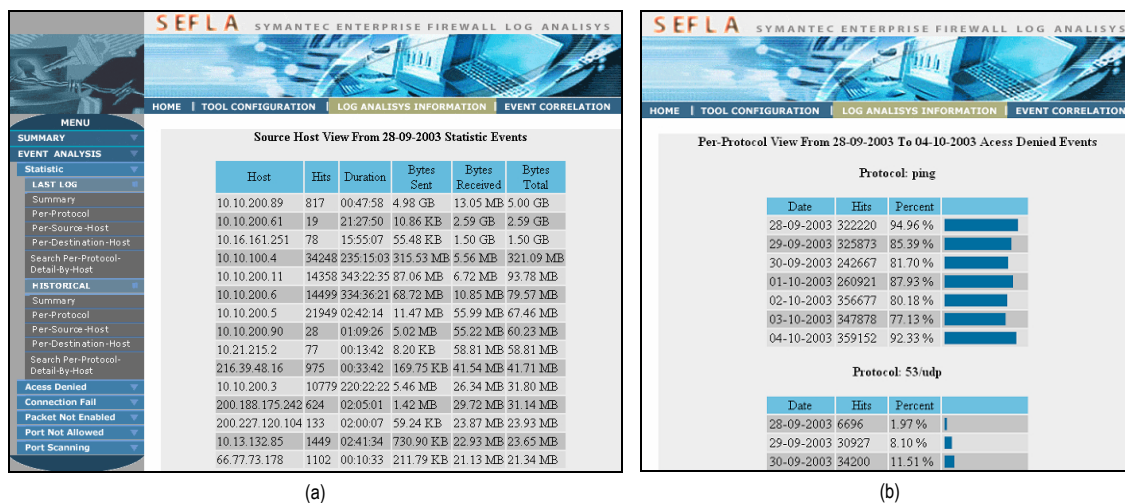 SEFLA SYMANTEC ENTERPRISE FIREWALL LOG ANALISYS
HOME | TOOL CONFIGURATION | LOG ANALISYS INFORMATION | EVENT CORRELATION
MENU
SUMMARY
EVENT ANALYSIS
Statistic
LAST LOG
Summary
Per-Protocol
Per-Source-Host
Per-Destination-Host
Search Per-Protocol-
Detail-By-Host
HISTORICAL
Summary
Per-Protocol
Per-Source-Host
Per-Destination-Host
Search Per-Protocol-
Detail-By-Host
Acess Denied
Connection Fail
Packet Not Enabled
Port Not Allowed
Port Scanning
Source Host View From 28-09-2003 Statistic Events
Host Hits Duration Bytes Sent Bytes Received Bytes Total
10.10.200.89 817 00:47:58 4.98 GB 13.05 MB 5.00 GB
10.10.200.61 19 21:27:50 10.86 KB 2.59 GB 2.59 GB
10.16.161.251 78 15:55:07 55.48 KB 1.50 GB 1.50 GB
10.10.100.4 34248 235:15:03 315.53 MB 5.56 MB 321.09 MB
10.10.200.11 14358 343:22:35 87.06 MB 6.72 MB 93.78 MB
10.10.200.6 14499 334:36:21 68.72 MB 10.85 MB 79.57 MB
10.10.200.5 21949 02:42:14 11.47 MB 55.99 MB 67.46 MB
10.10.200.90 28 01:09:26 5.02 MB 55.22 MB 60.23 MB
10.21.215.2 77 00:13:42 8.20 KB 58.81 MB 58.81 MB
216.39.48.16 975 00:33:42 169.75 KB 41.54 MB 41.71 MB
10.10.200.3 10779 220:22:22 5.46 MB 26.34 MB 31.80 MB
200.188.175.242 624 02:05:01 1.42 MB 29.72 MB 31.14 MB
200.227.120.104 133 02:00:07 59.24 KB 23.87 MB 23.93 MB
10.13.132.85 1449 02:41:34 730.90 KB 22.93 MB 23.65 MB
66.77.73.178 1102 00:10:33 211.79 KB 21.13 MB 21.34 MB
(a)
SEFLA SYMANTEC ENTERPRISE FIREWALL LOG ANALISYS
HOME | TOOL CONFIGURATION | LOG ANALISYS INFORMATION | EVENT CORRELATION
Per-Protocol View From 28-09-2003 To 04-10-2003 Acess Denied Events
Protocol: ping
Date Hits Percent
28-09-2003 322220 94.96 %
29-09-2003 325873 85.39 %
30-09-2003 242667 81.70 %
01-10-2003 260921 87.93 %
02-10-2003 356677 80.18 %
03-10-2003 347878 77.13 %
04-10-2003 359152 92.33 %
Protocol: 53/udp
Date Hits Percent
28-09-2003 6696 1.97 %
29-09-2003 30927 8.10 %
30-09-2003 34200 11.51 %
(b)